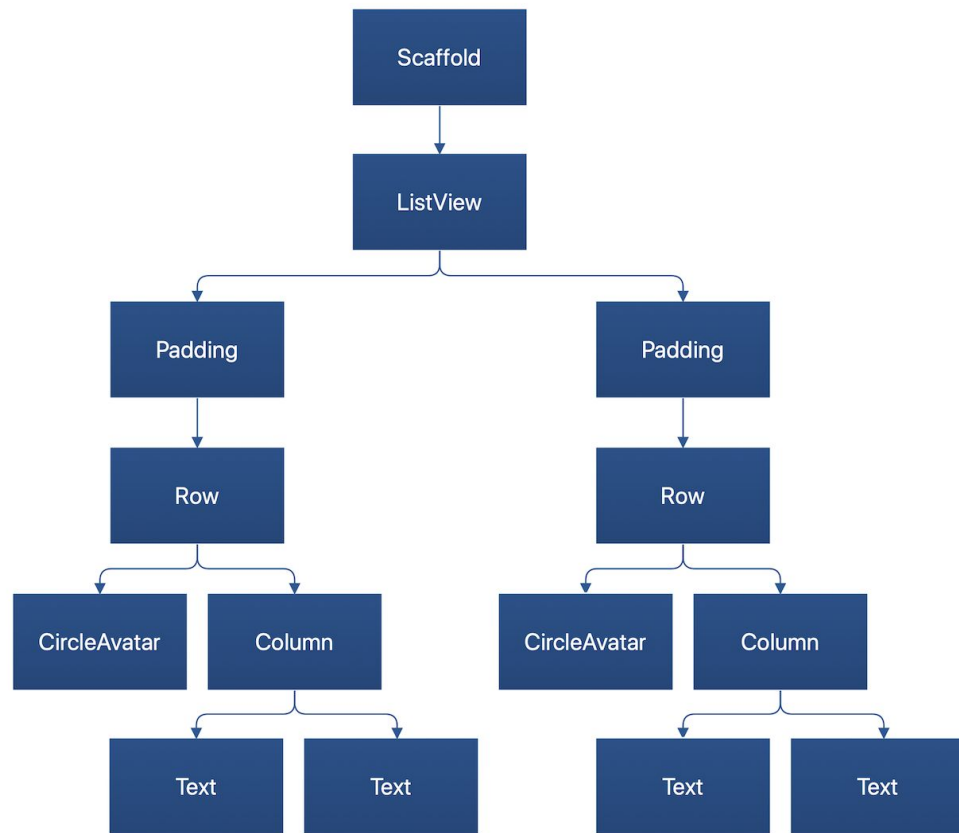 Scaffold
ListView
Padding
Padding
Row
Row
CircleAvatar
Column
CircleAvatar
Column
Text
Text
Text
Text